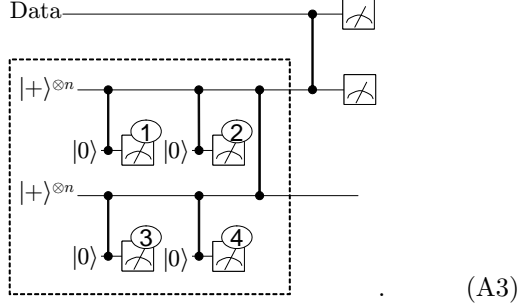 Data
|+⟩⊗n
1 2
|0⟩ |0⟩
|+⟩⊗n
3 4
|0⟩ |0⟩
. (A3)